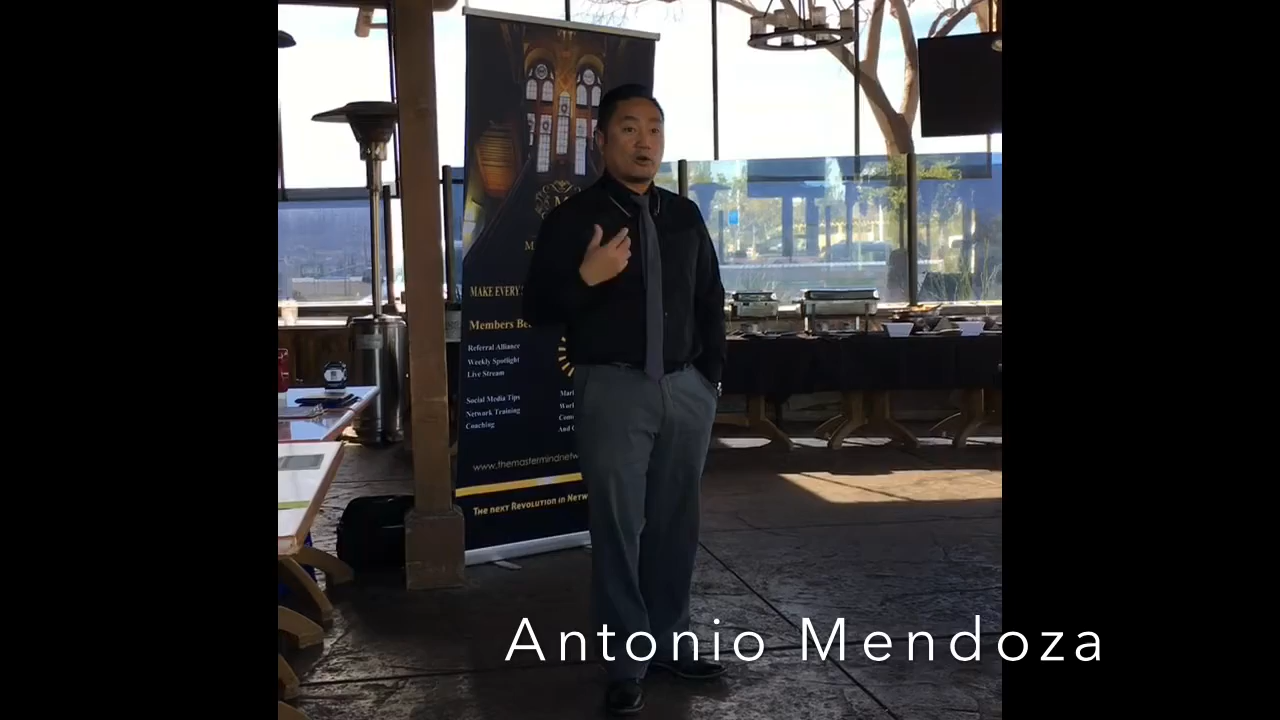 M
MAKE EVERY
Members Be
Referral Alliance
Weekly Spotlight
Live Stream
Social Media Tips
Network Training
Coaching
www.themastermindnetw
The next Revolution in Netw
Antonio Mendoza